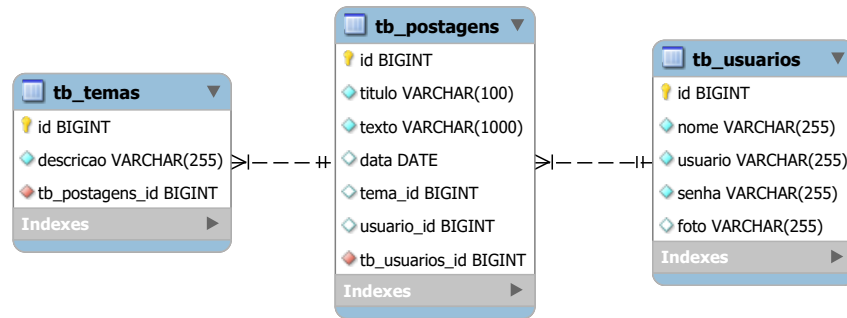 tb_temas
id BIGINT
descricao VARCHAR(255)
tb_postagens_id BIGINT
Indexes
tb_postagens
id BIGINT
titulo VARCHAR(100)
texto VARCHAR(1000)
data DATE
tema_id BIGINT
usuario_id BIGINT
tb_usuarios_id BIGINT
Indexes
tb_usuarios
id BIGINT
nome VARCHAR(255)
usuario VARCHAR(255)
senha VARCHAR(255)
foto VARCHAR(255)
Indexes